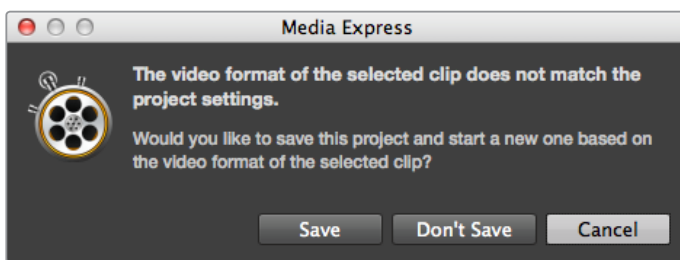 Media Express
The video format of the selected clip does not match the
project settings.
Would you like to save this project and start a new one based on
the video format of the selected clip?
Save
Don't Save
Cancel